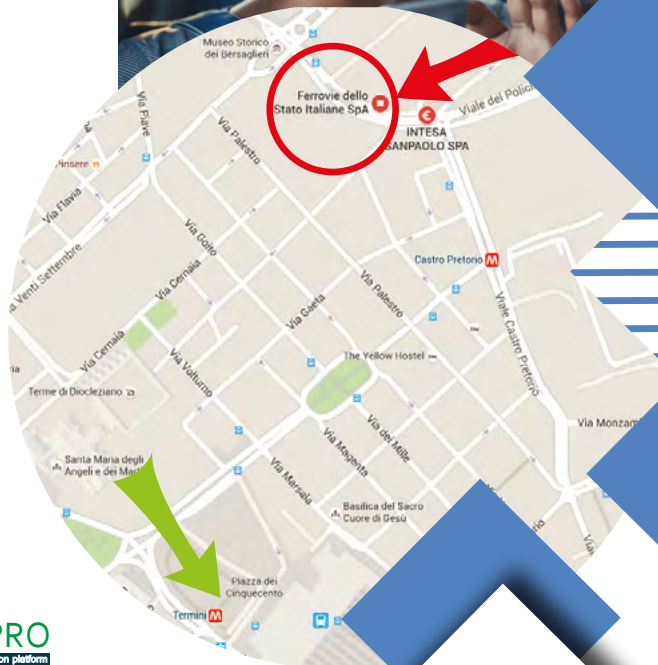 Museo Storico
dei Bersaglieri
Ferrovie dello
Stato Italiane SpA
Viale del Polic
INTESA
SANPAOLO SPA
Via Piave
Via Palestro
Pinsere
Via Flavia
Via Goito
Castro Pretorio M
Venti Settembre
Via Cernaia
Via Gaeta
Via Palestro
Viale Castro Pretorio
Via Cernaia
Via Volturno
The Yellow Hostel
Terme di Diocleziano
Via Monzam
Via dei Mille
Via Magenta
Santa Maria degli
Angeli e dei Mar
Via Marsala
Basilica del Sacro
Cuore di Gesù
Piazza dei
Cinquecento
Termini M
PRO
on platform